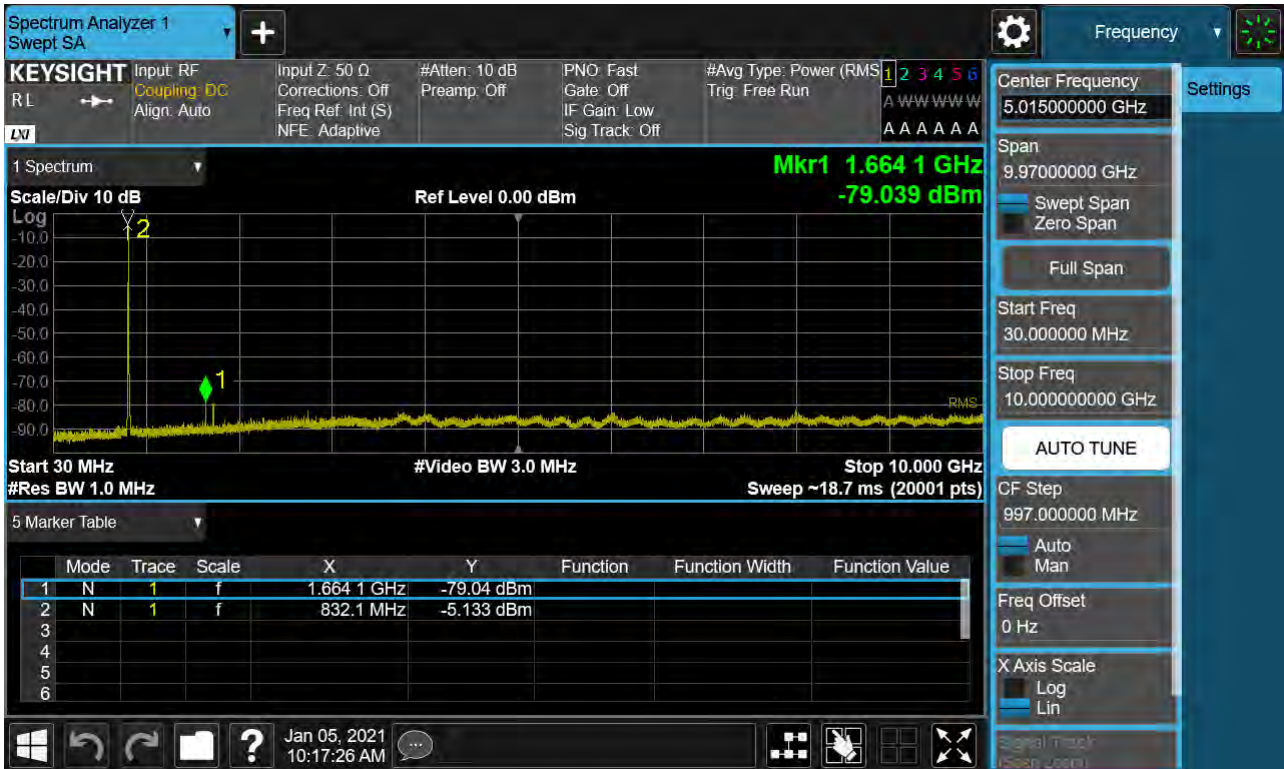 Spectrum Analyzer 1
Swept SA
+
Frequency
KEYSIGHT
RL
LXI
Input: RF
Coupling: DC
Align: Auto
Input Z: 50 Ω
Corrections: Off
Freq Ref: Int (S)
NFE: Adaptive
#Atten: 10 dB
Preamp: Off
PNO: Fast
Gate: Off
IF Gain: Low
Sig Track: Off
#Avg Type: Power (RMS
Trig: Free Run
1 2 3 4 5 6
A W W W W W
A A A A A A
1 Spectrum
Mkr1 1.664 1 GHz
Scale/Div 10 dB
Ref Level 0.00 dBm
-79.039 dBm
Log
2
-10.0
-20.0
-30.0
-40.0
-50.0
-60.0
-70.0
1
-80.0
RMS
-90.0
Start 30 MHz
#Video BW 3.0 MHz
Stop 10.000 GHz
#Res BW 1.0 MHz
Sweep ~18.7 ms (20001 pts)
5 Marker Table
Mode Trace Scale X Y Function Function Width Function Value
1 N 1 f 1.664 1 GHz -79.04 dBm
2 N 1 f 832.1 MHz -5.133 dBm
3
4
5
6
Jan 05, 2021
10:17:26 AM
Center Frequency
5.015000000 GHz
Settings
Span
9.97000000 GHz
Swept Span
Zero Span
Full Span
Start Freq
30.000000 MHz
Stop Freq
10.000000000 GHz
AUTO TUNE
CF Step
997.000000 MHz
Auto
Man
Freq Offset
0 Hz
X Axis Scale
Log
Lin
Signal Track
(Span Zoom)